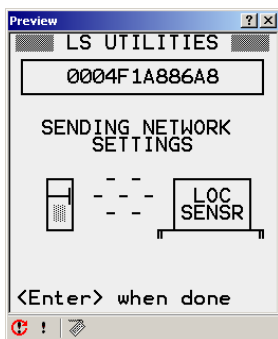 Preview
LS UTILITIES
0004F1A886A8
SENDING NETWORK
SETTINGS
LOC
SENSR
<Enter> when done